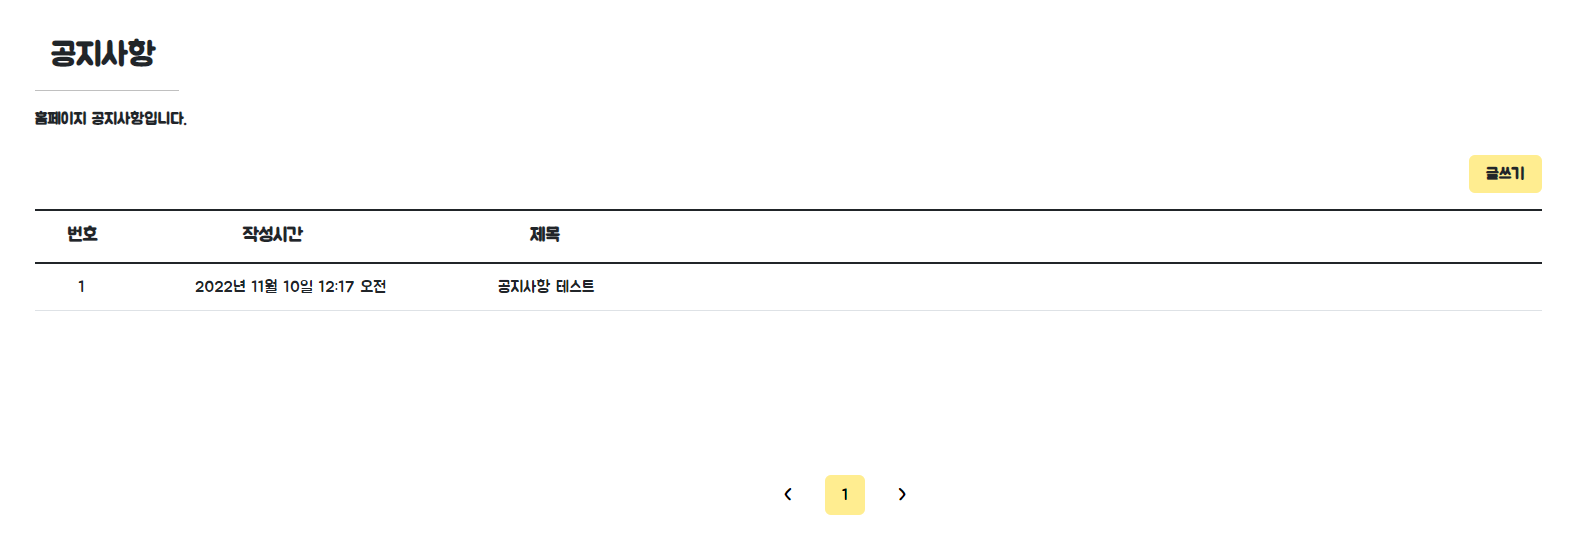 공지사항
홈페이지 공지사항입니다.
글쓰기
번호 작성시간 제목
1 2022년 11월 10일 12:17 오전 공지사항 테스트
‹ 1 ›